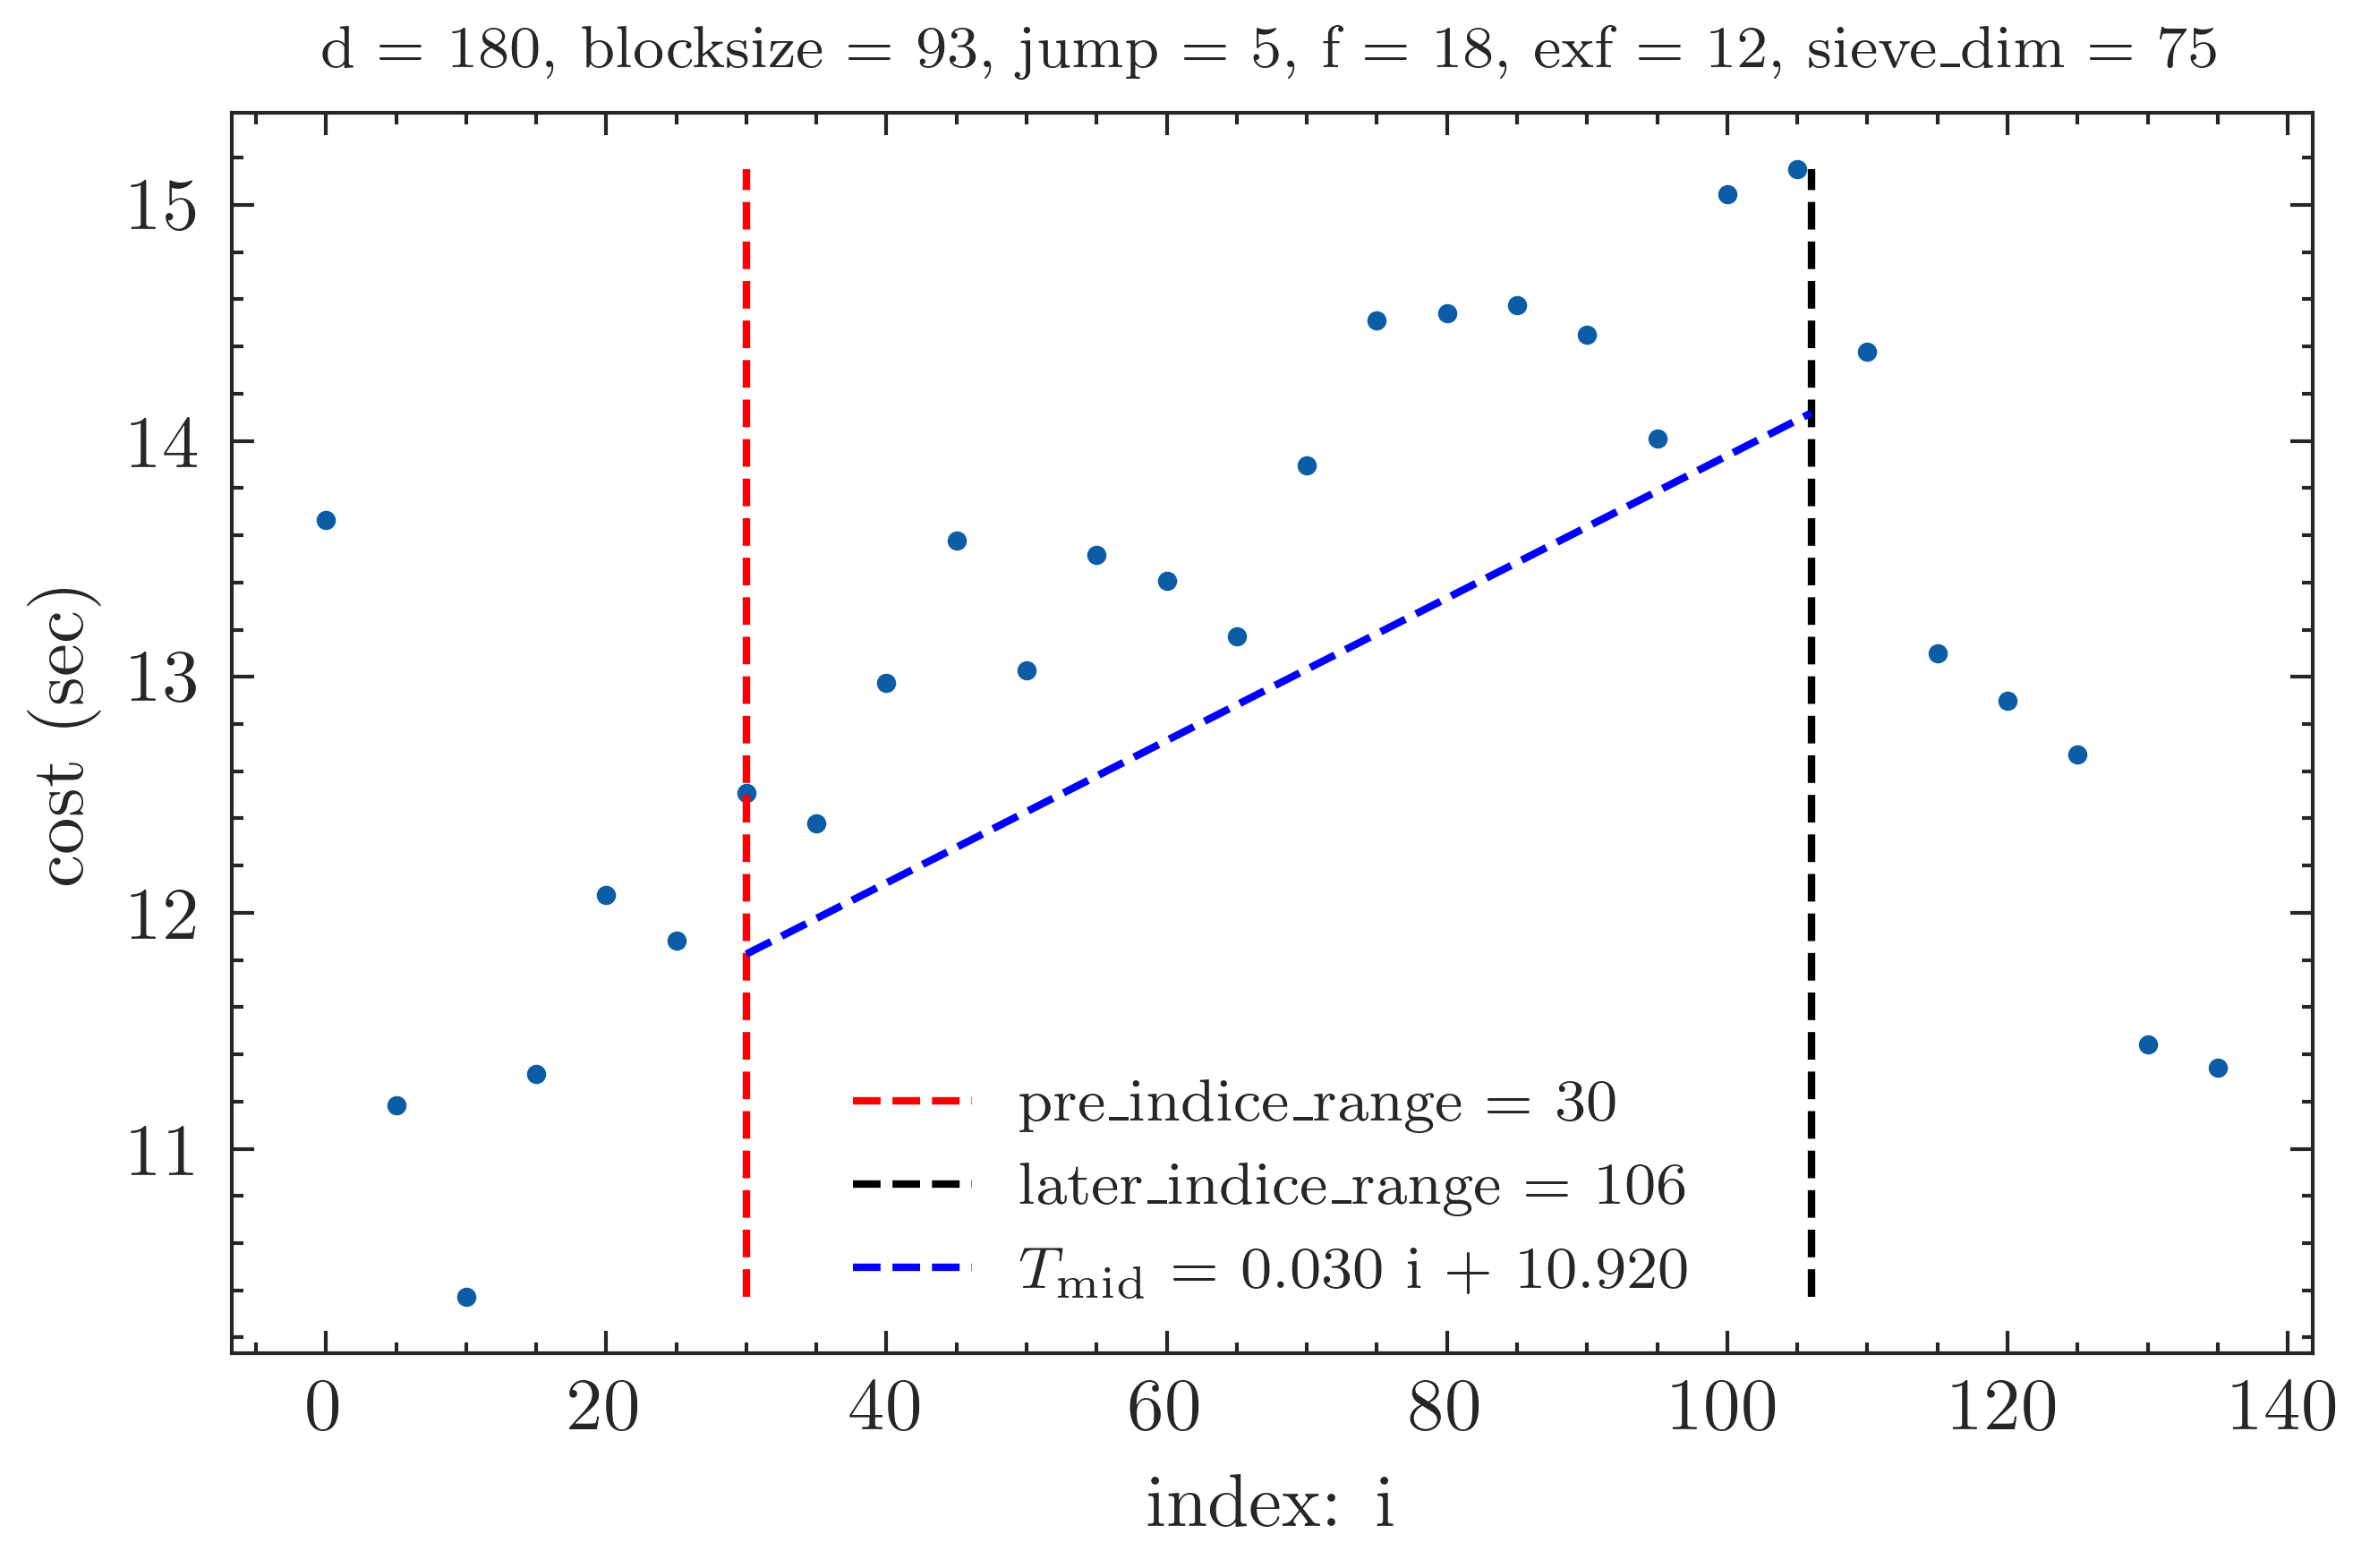 d = 180, blocksize = 93, jump = 5, f = 18, exf = 12, sieve_dim = 75
15
14
13
12
11
cost (sec)
pre_indice_range = 30
later_indice_range = 106
T_mid = 0.030 i + 10.920
0 20 40 60 80 100 120 140
index: i